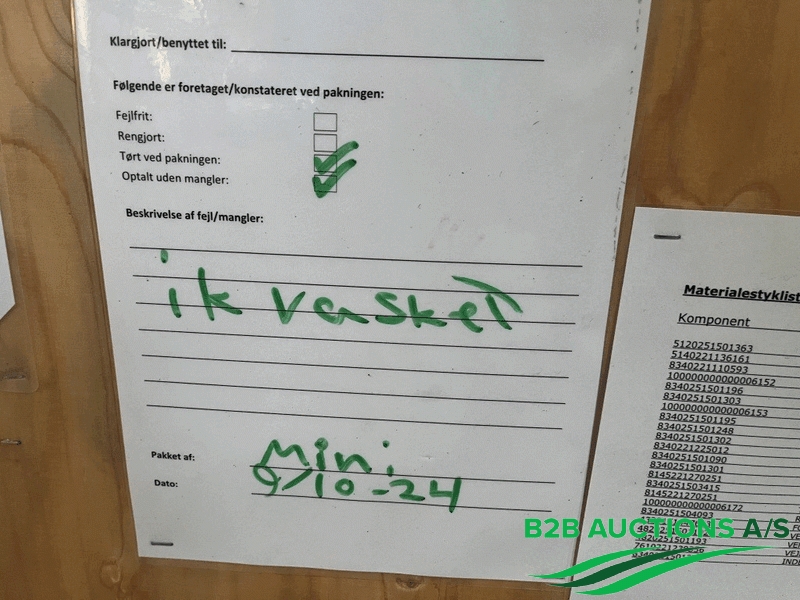 Klargjort/benyttet til:
Følgende er foretaget/konstateret ved pakningen:
Fejlfrit:
Rengjort:
Tørt ved pakningen:
Optalt uden mangler:
Beskrivelse af fejl/mangler:
ik vasket
Pakket af: Mini
Dato: 9/10-24
Materialestyklist
Komponent
5120251501363
5140221136161
8340221110593
100000000000006152
8340251501196
8340251501303
100000000000006153
8340251501195
8340251501248
8340251501302
8340221225012
8340251501090
8340251501301
8145221270251
8340251503415
8145221270251
100000000000006172
8340251504093
B2B AUCTIONS A/S